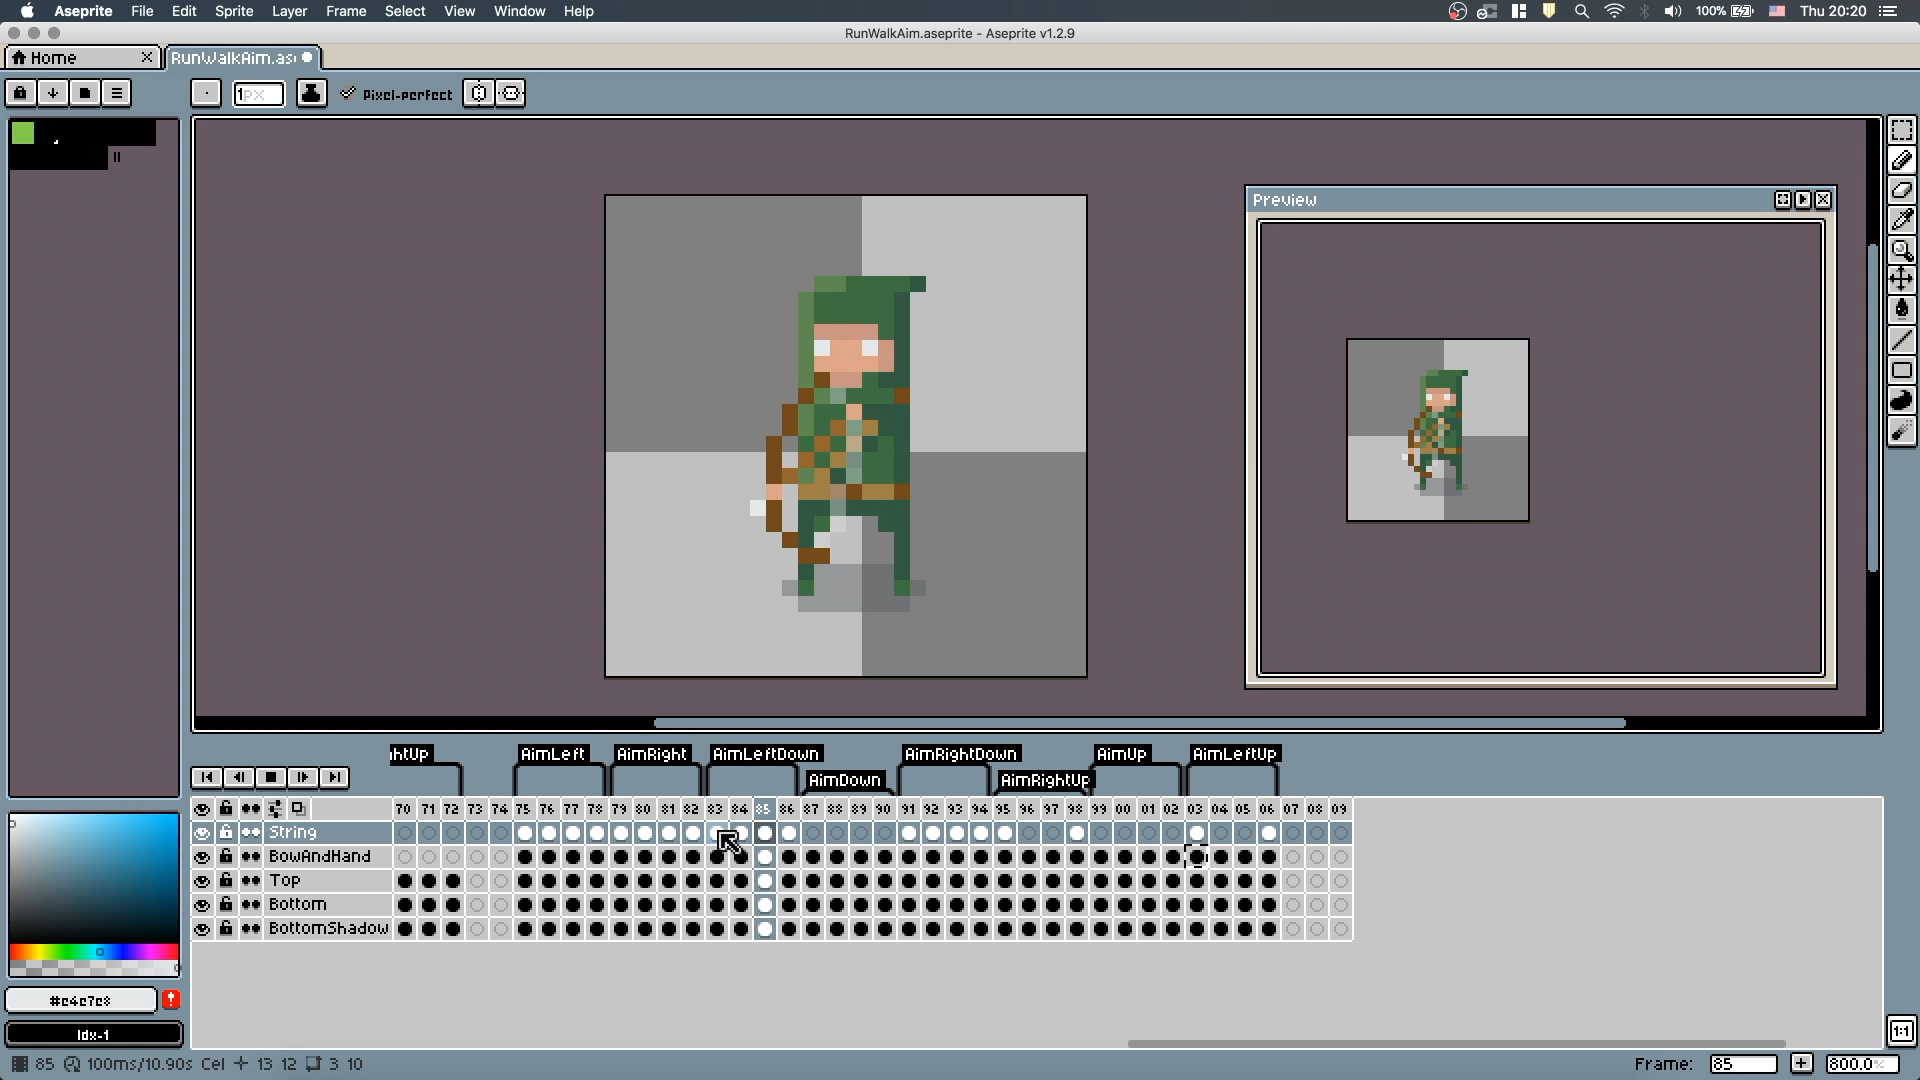 Aseprite File Edit Sprite Layer Frame Select View Window Help 100% Thu 20:20
RunWalkAim.aseprite - Aseprite v1.2.9
Home RunWalkAim.as
1px Pixel-perfect
Preview
htUp AimLeft AimRight AimLeftDown AimRightDown AimUp AimLeftUp
AimDown AimRightUp
70 71 72 73 74 75 76 77 78 79 80 81 82 83 84 85 86 87 88 89 90 91 92 93 94 95 96 97 98 99 00 01 02 03 04 05 06 07 08 09
String
BowAndHand
Top
Bottom
BottomShadow
#e4e7e8
Idx-1
1:1
85 100ms/10.90s Cel 13 12 3 10 Frame: 85 + 800.0